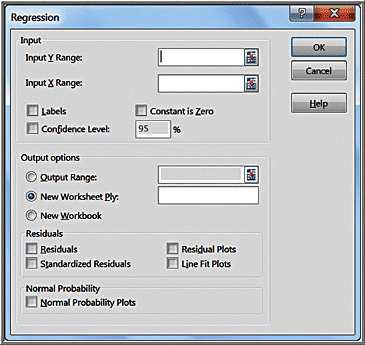 Regression
Input
Input Y Range:
Input X Range:
Labels
Constant is Zero
Confidence Level:
95
%
OK
Cancel
Help
Output options
Output Range:
New Worksheet Ply:
New Workbook
Residuals
Residuals
Residual Plots
Standardized Residuals
Line Fit Plots
Normal Probability
Normal Probability Plots